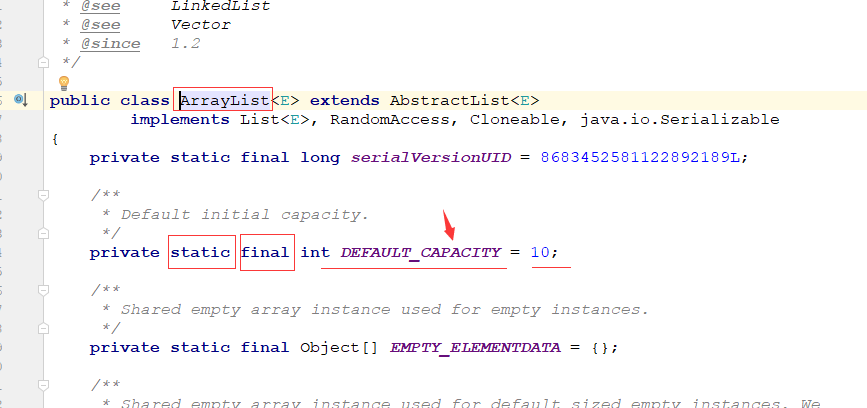 * @see LinkedList
* @see Vector
* @since 1.2
*/
public class ArrayList<E> extends AbstractList<E>
implements List<E>, RandomAccess, Cloneable, java.io.Serializable
{
private static final long serialVersionUID = 8683452581122892189L;
/**
* Default initial capacity.
*/
private static final int DEFAULT_CAPACITY = 10;
/**
* Shared empty array instance used for empty instances.
*/
private static final Object[] EMPTY_ELEMENTDATA = {};
/**
* Shared empty array instance used for default sized empty instances. We